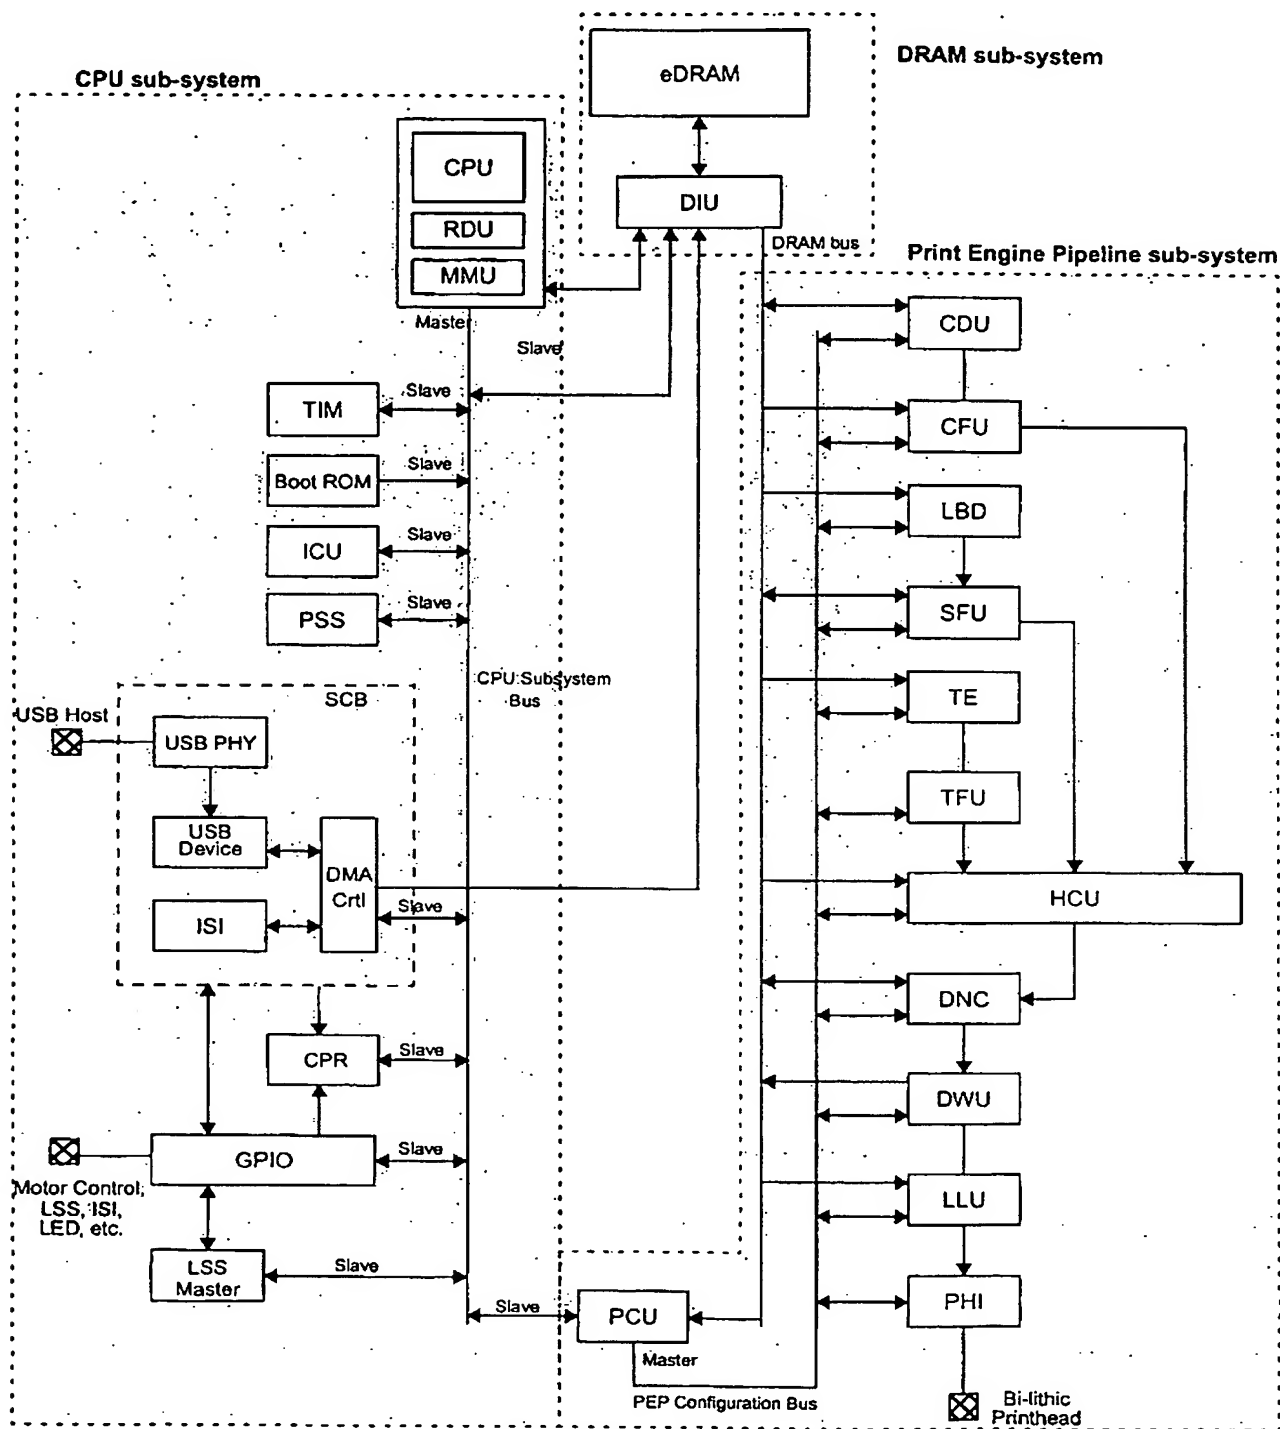 DRAM sub-system
CPU sub-system
eDRAM
CPU
RDU
MMU
DIU
DRAM bus
Print Engine Pipeline sub-system
Master
Slave
CDU
TIM
Slave
CFU
Boot ROM
Slave
LBD
ICU
Slave
PSS
Slave
SFU
CPU Subsystem
Bus
SCB
TE
USB Host
USB PHY
TFU
USB
Device
DMA
Crtl
Slave
ISI
HCU
DNC
CPR
Slave
DWU
GPIO
Slave
Motor Control,
LSS, ISI,
LED, etc.
LLU
LSS
Master
Slave
Slave
PCU
PHI
Master
PEP Configuration Bus
Bi-lithic
Printhead